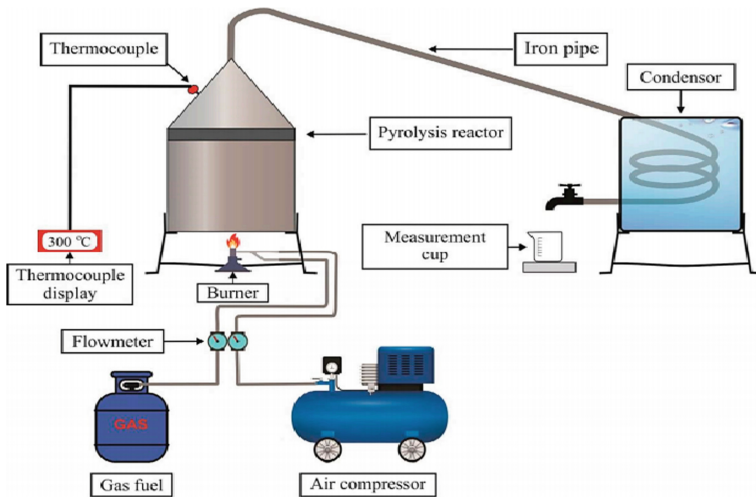 Thermocouple
Iron pipe
Condensor
Pyrolysis reactor
300 °C
Thermocouple
display
Measurement
cup
Burner
Flowmeter
GAS
Gas fuel
Air compressor